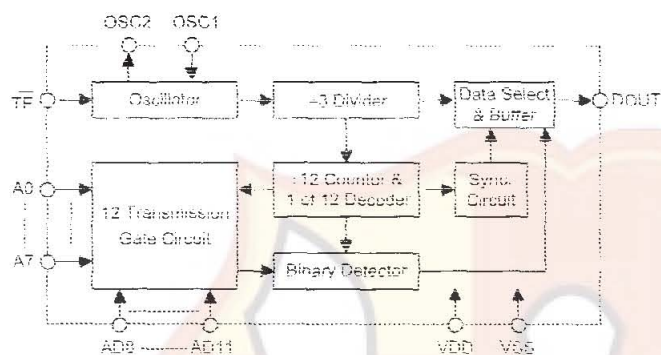 OSC2 OSC1
TE
Oscillator
÷3 Divider
Data Select
& Buffer
DOUT
A0
12 Transmission
Gate Circuit
÷12 Counter &
1 of 12 Decoder
Sync.
Circuit
A7
Binary Detector
AD8 AD11
VDD VSS